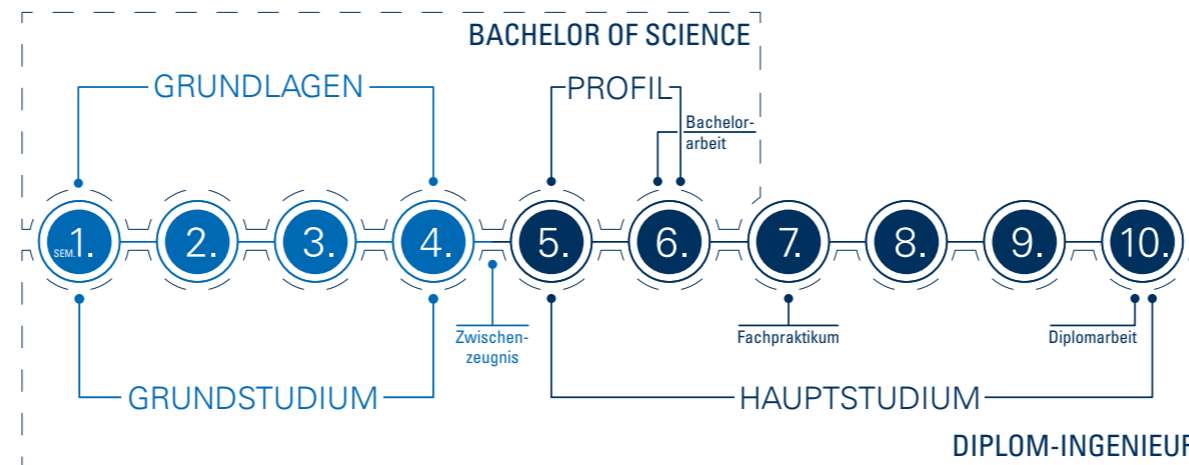 BACHELOR OF SCIENCE
GRUNDLAGEN
PROFIL
Bachelor-
arbeit
SEM.1.
2.
3.
4.
5.
6.
7.
8.
9.
10.
Zwischen-
zeugnis
Fachpraktikum
Diplomarbeit
GRUNDSTUDIUM
HAUPTSTUDIUM
DIPLOM-INGENIEUR